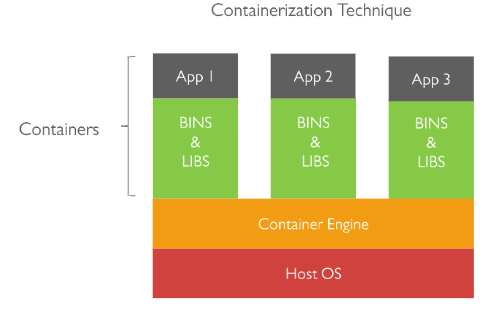 Containerization Technique
App 1
App 2
App 3
Containers
BINS
&
LIBS
BINS
&
LIBS
BINS
&
LIBS
Container Engine
Host OS